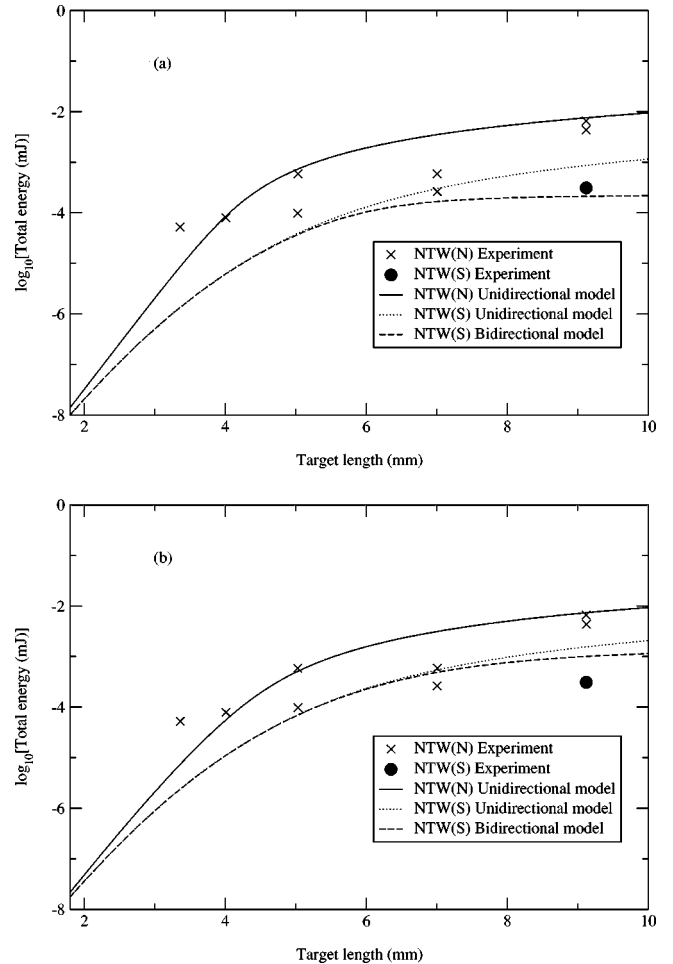 0
-2
-4
-6
-8
log10[Total energy (mJ)]
(a)
× NTW(N) Experiment
● NTW(S) Experiment
NTW(N) Unidirectional model
NTW(S) Unidirectional model
NTW(S) Bidirectional model
2 4 6 8 10
Target length (mm)
0
-2
-4
-6
-8
log10[Total energy (mJ)]
(b)
× NTW(N) Experiment
● NTW(S) Experiment
NTW(N) Unidirectional model
NTW(S) Unidirectional model
NTW(S) Bidirectional model
2 4 6 8 10
Target length (mm)